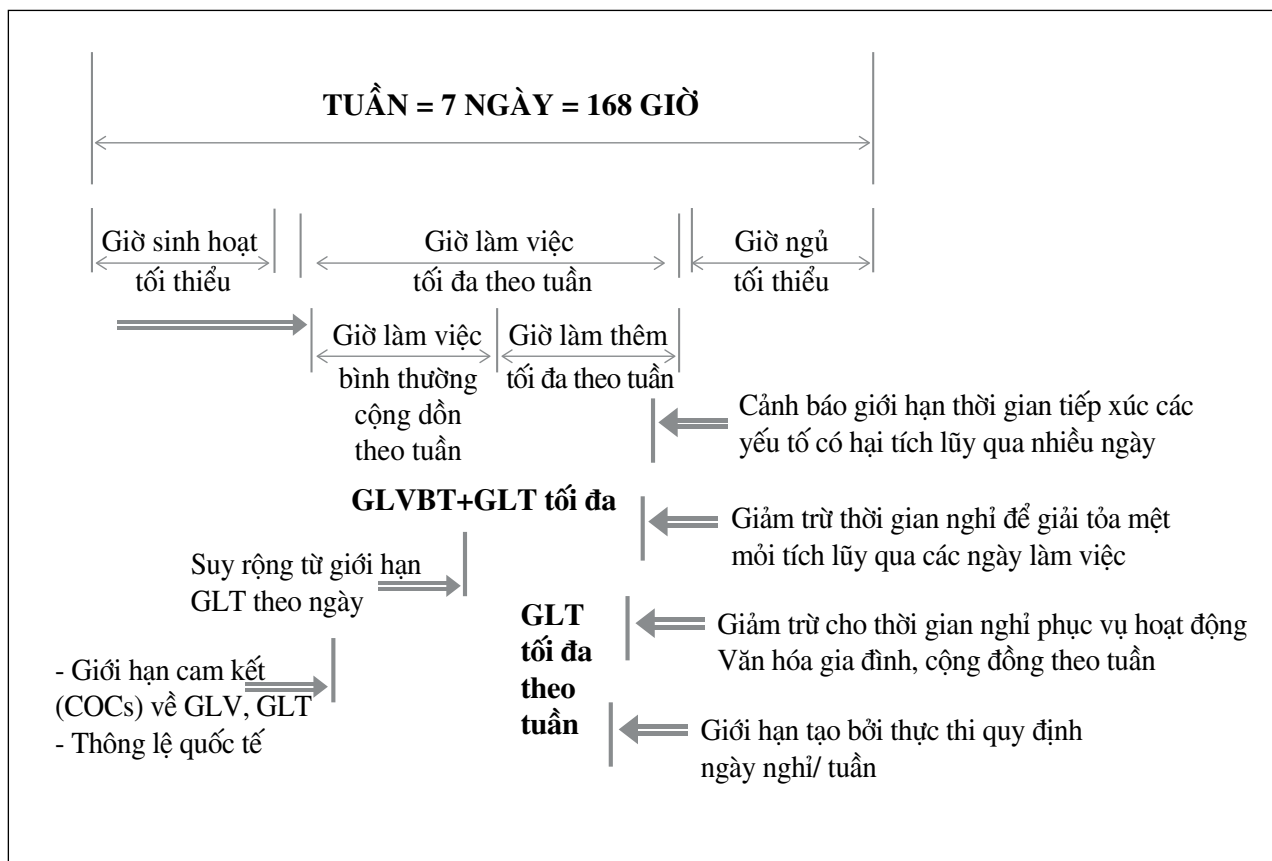 TUẦN = 7 NGÀY = 168 GIỜ
Giờ sinh hoạt
tối thiểu
Giờ làm việc
tối đa theo tuần
Giờ ngủ
tối thiểu
Giờ làm việc
bình thường
cộng dồn
theo tuần
Giờ làm thêm
tối đa theo tuần
Cảnh báo giới hạn thời gian tiếp xúc các
yếu tố có hại tích lũy qua nhiều ngày
GLVBT+GLT tối đa
Giảm trừ thời gian nghỉ để giải tỏa mệt
mỏi tích lũy qua các ngày làm việc
Suy rộng từ giới hạn
GLT theo ngày
GLT
tối đa
theo
tuần
Giảm trừ cho thời gian nghỉ phục vụ hoạt động
Văn hóa gia đình, cộng đồng theo tuần
- Giới hạn cam kết
(COCs) về GLV, GLT
- Thông lệ quốc tế
Giới hạn tạo bởi thực thi quy định
ngày nghỉ/ tuần